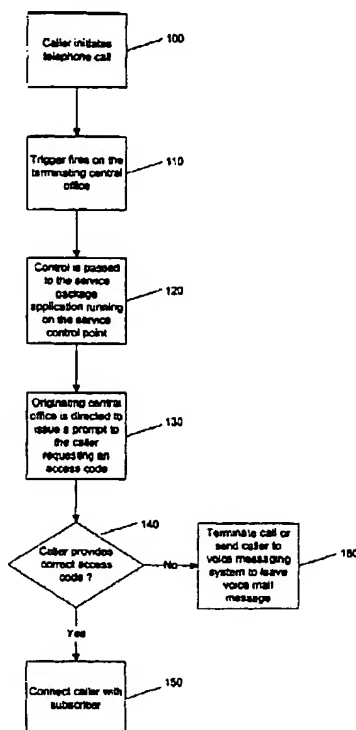 Caller initiates
telephone call
100
Trigger fires on the
terminating central
office
110
Control is passed
to the service
package
application running
on the service
control point
120
Originating central
office is directed to
issue a prompt to
the caller
requesting an
access code
130
140
Caller provides
correct access
code ?
No
Terminate call or
send caller to
voice messaging
system to leave
voice mail
message
160
Yes
Connect caller with
subscriber
150